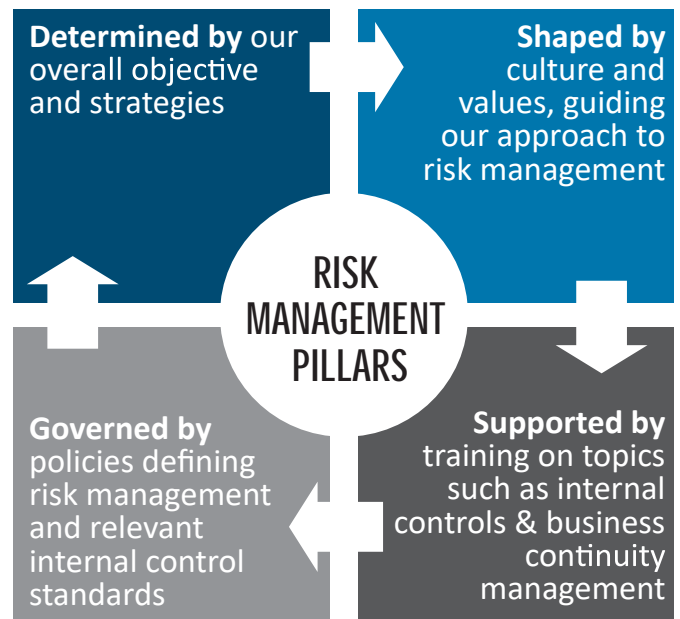 Determined by our
overall objective
and strategies
Shaped by
culture and
values, guiding
our approach to
risk management
RISK
MANAGEMENT
PILLARS
Supported by
training on topics
such as internal
controls & business
continuity
management
Governed by
policies defining
risk management
and relevant
internal control
standards